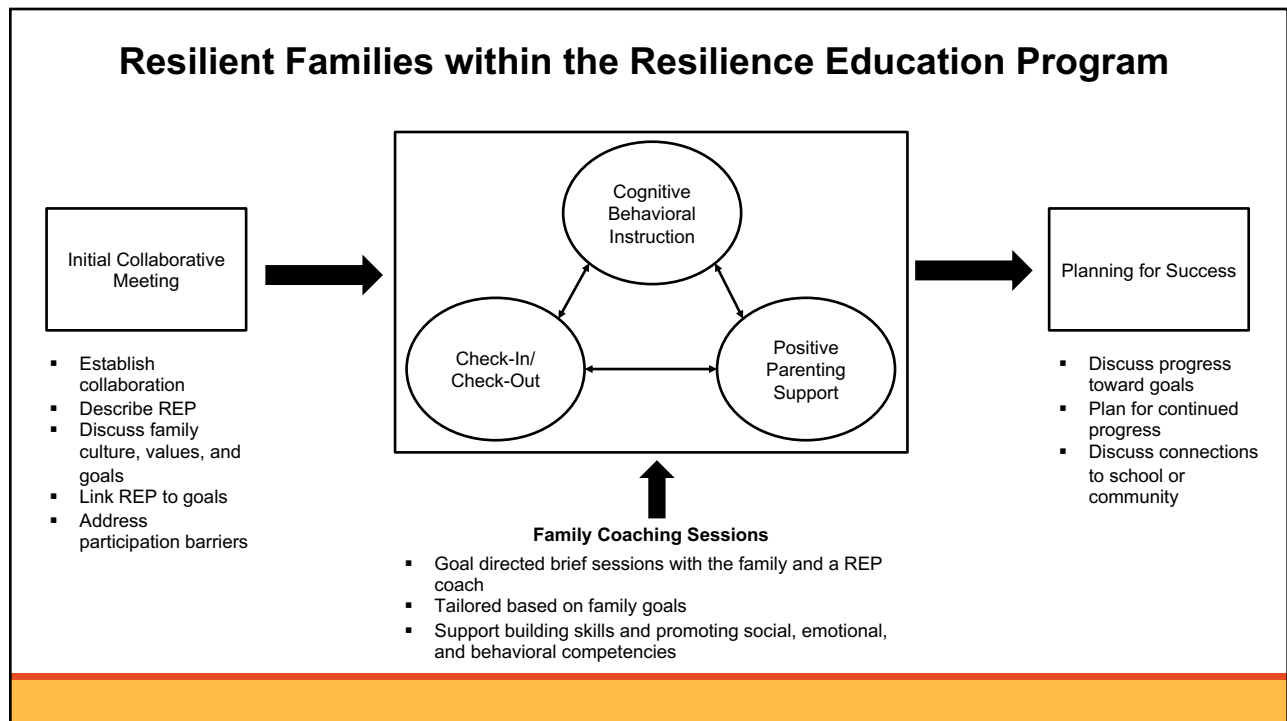 Resilient Families within the Resilience Education Program
Initial Collaborative
Meeting
▪ Establish
collaboration
▪ Describe REP
▪ Discuss family
culture, values, and
goals
▪ Link REP to goals
▪ Address
participation barriers
Cognitive
Behavioral
Instruction
Check-In/
Check-Out
Positive
Parenting
Support
Family Coaching Sessions
▪ Goal directed brief sessions with the family and a REP
coach
▪ Tailored based on family goals
▪ Support building skills and promoting social, emotional,
and behavioral competencies
Planning for Success
▪ Discuss progress
toward goals
▪ Plan for continued
progress
▪ Discuss connections
to school or
community